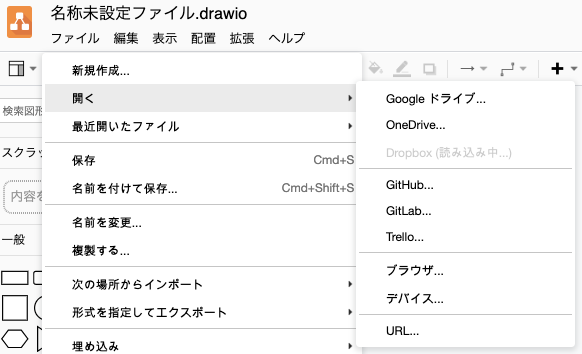 名称未設定ファイル.drawio
ファイル 編集 表示 配置 拡張 ヘルプ
新規作成...
開く
最近開いたファイル
保存 Cmd+S
名前を付けて保存... Cmd+Shift+S
名前を変更...
複製する...
次の場所からインポート
形式を指定してエクスポート
埋め込み
Google ドライブ...
OneDrive...
Dropbox (読み込み中...)
GitHub...
GitLab...
Trello...
ブラウザ...
デバイス...
URL...
検索図形
スクラッ
内容を
一般